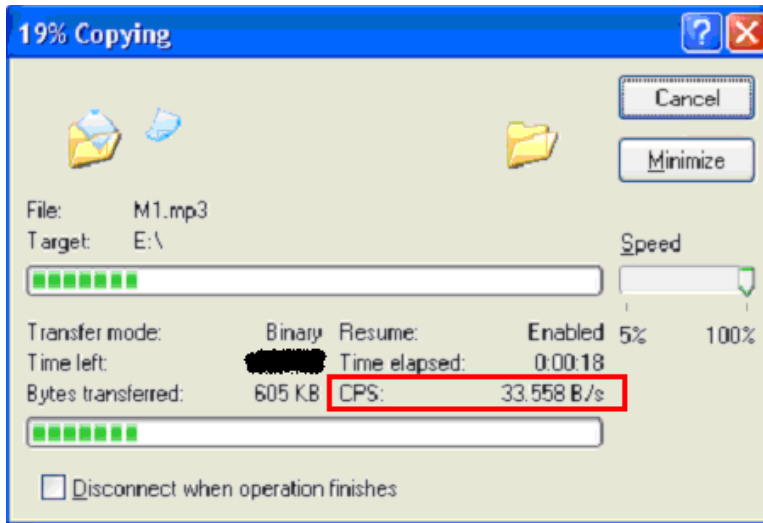 19% Copying
Cancel
Minimize
File: M1.mp3
Target: E:\
Speed
Transfer mode: Binary Resume: Enabled 5% 100%
Time left: Time elapsed: 0:00:18
Bytes transferred: 605 KB CPS: 33.558 B/s
Disconnect when operation finishes